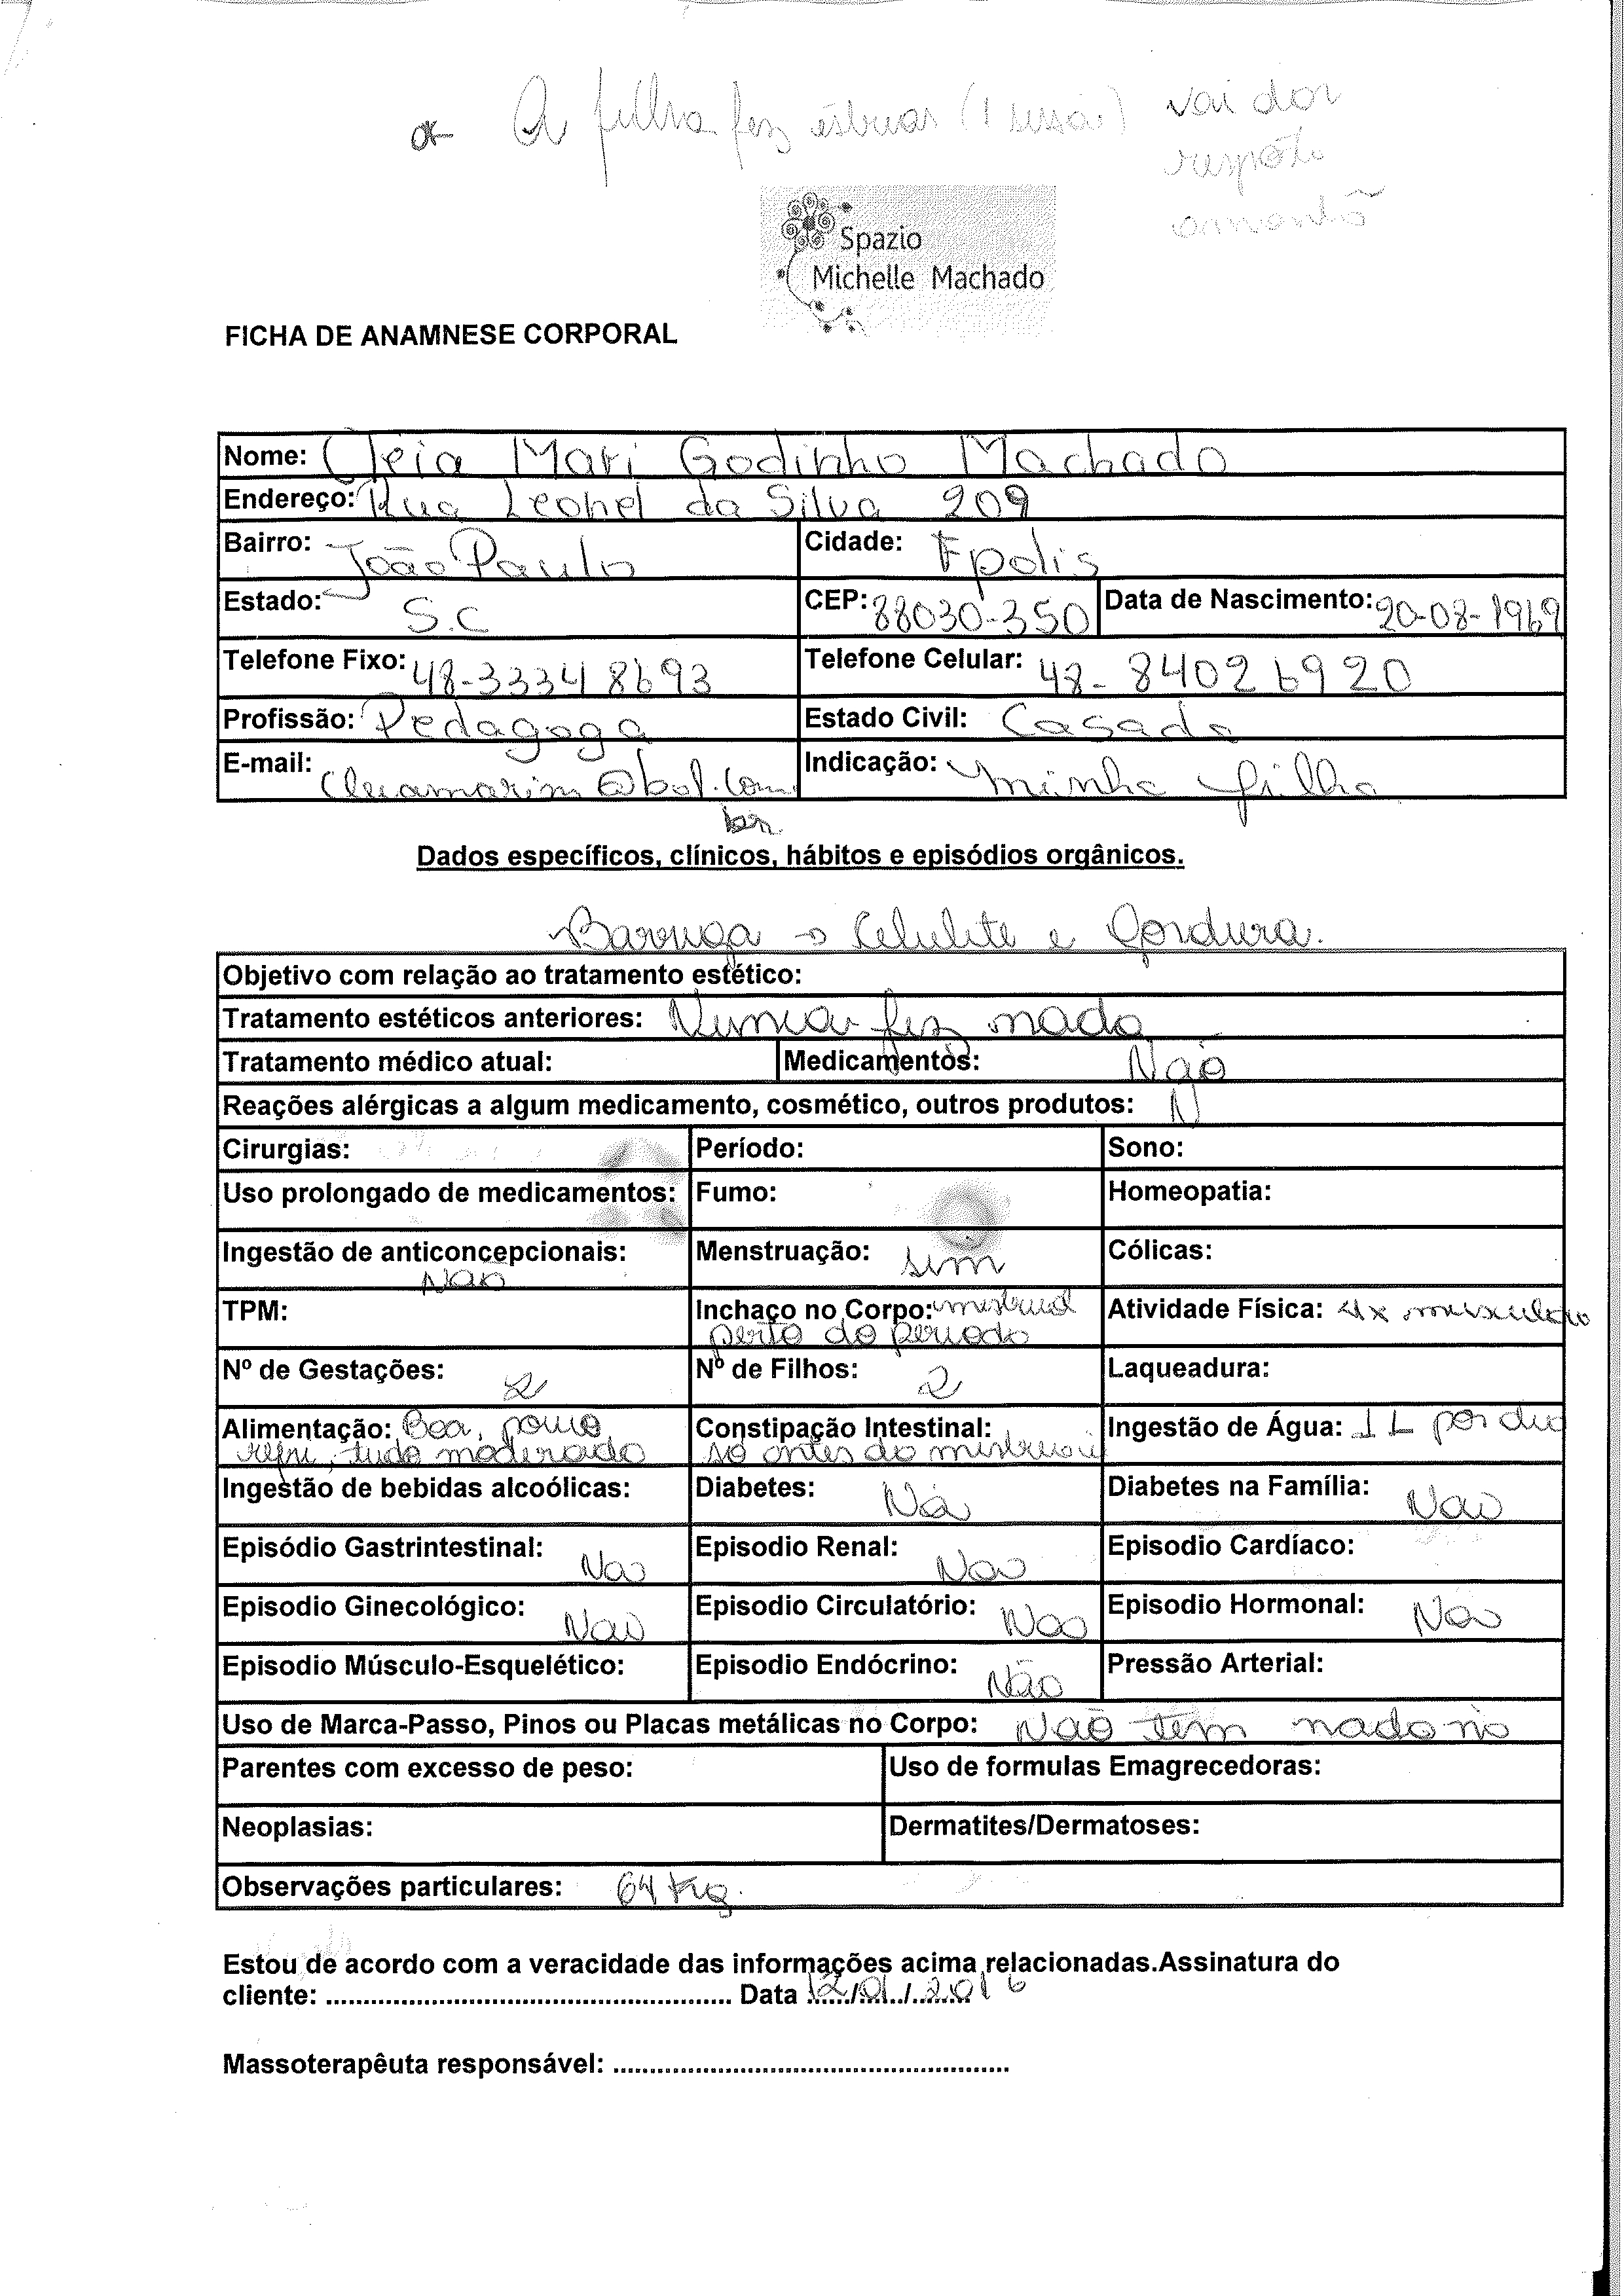 A filha fez estrias (1 sessão) vai dar
resposta
amanhã
Spazio
Michelle Machado
FICHA DE ANAMNESE CORPORAL
Nome: Cleia Mari Godinho Machado
Endereço: Rua Leonel da Silva 209
Bairro: João Paulo Cidade: Fpolis
Estado: S.C CEP: 88030-350 Data de Nascimento: 20-08-1969
Telefone Fixo: 48-33348693 Telefone Celular: 48-84026920
Profissão: Pedagoga Estado Civil: Casada
E-mail: cleiamarim@bol.com. Indicação: minha filha
br.
Dados específicos, clínicos, hábitos e episódios orgânicos.
Barriga → Celulite e Gordura.
Objetivo com relação ao tratamento estético:
Tratamento estéticos anteriores: Nunca fez nada
Tratamento médico atual: Medicamentos: Não
Reações alérgicas a algum medicamento, cosmético, outros produtos: N
Cirurgias: Período: Sono:
Uso prolongado de medicamentos: Fumo: Homeopatia:
Ingestão de anticoncepcionais: Menstruação: sim Cólicas:
Não
TPM: Inchaço no Corpo: menstrual Atividade Física: 4x musculação
perto do periodo
Nº de Gestações: 2 Nº de Filhos: 2 Laqueadura:
Alimentação: Boa, pouco Constipação Intestinal: Ingestão de Água: 1 L por dia
refri, tudo moderado só antes da menstruaci
Ingestão de bebidas alcoólicas: Diabetes: Não Diabetes na Família: Não
Episódio Gastrintestinal: Não Episodio Renal: Não Episodio Cardíaco:
Episodio Ginecológico: Não Episodio Circulatório: Não Episodio Hormonal: Não
Episodio Músculo-Esquelético: Episodio Endócrino: Não Pressão Arterial:
Uso de Marca-Passo, Pinos ou Placas metálicas no Corpo: Não tem nada no
Parentes com excesso de peso: Uso de formulas Emagrecedoras:
Neoplasias: Dermatites/Dermatoses:
Observações particulares: 64 Kg.
Estou de acordo com a veracidade das informações acima relacionadas.Assinatura do
cliente: ........................................................ Data 12/01/2016
Massoterapêuta responsável: ......................................................